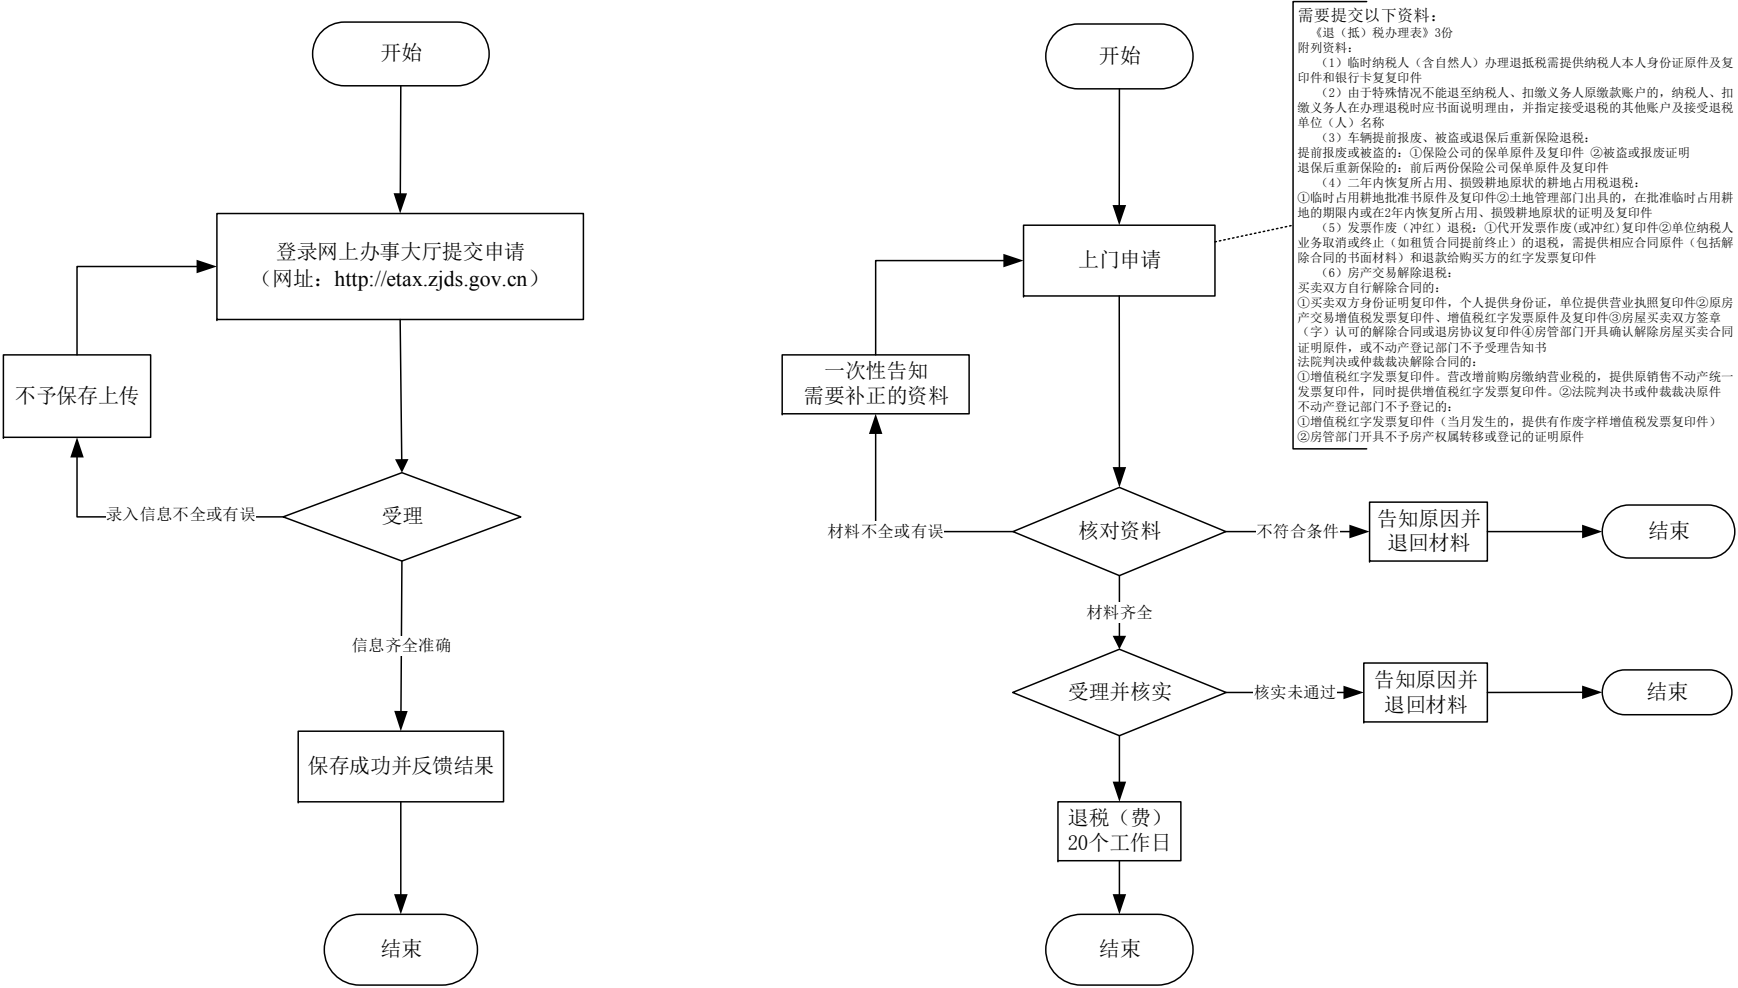 开始
登录网上办事大厅提交申请
（网址：http://etax.zjds.gov.cn）
不予保存上传
录入信息不全或有误
受理
信息齐全准确
保存成功并反馈结果
结束
开始
上门申请
一次性告知
需要补正的资料
材料不全或有误
核对资料
不符合条件
告知原因并
退回材料
结束
材料齐全
受理并核实
核实未通过
告知原因并
退回材料
结束
退税（费）
20个工作日
结束
需要提交以下资料：
《退（抵）税办理表》3份
附列资料：
（1）临时纳税人（含自然人）办理退抵税需提供纳税人本人身份证原件及复
印件和银行卡复复印件
（2）由于特殊情况不能退至纳税人、扣缴义务人原缴款账户的，纳税人、扣
缴义务人在办理退税时应书面说明理由，并指定接受退税的其他账户及接受退税
单位（人）名称
（3）车辆提前报废、被盗或退保后重新保险退税：
提前报废或被盗的：①保险公司的保单原件及复印件 ②被盗或报废证明
退保后重新保险的：前后两份保险公司保单原件及复印件
（4）二年内恢复所占用、损毁耕地原状的耕地占用税退税：
①临时占用耕地批准书原件及复印件②土地管理部门出具的，在批准临时占用耕
地的期限内或在2年内恢复所占用、损毁耕地原状的证明及复印件
（5）发票作废（冲红）退税：①代开发票作废(或冲红)复印件②单位纳税人
业务取消或终止（如租赁合同提前终止）的退税，需提供相应合同原件（包括解
除合同的书面材料）和退款给购买方的红字发票复印件
（6）房产交易解除退税：
买卖双方自行解除合同的：
①买卖双方身份证明复印件，个人提供身份证，单位提供营业执照复印件②原房
产交易增值税发票复印件、增值税红字发票原件及复印件③房屋买卖双方签章
（字）认可的解除合同或退房协议复印件④房管部门开具确认解除房屋买卖合同
证明原件，或不动产登记部门不予受理告知书
法院判决或仲裁裁决解除合同的：
①增值税红字发票复印件。营改增前购房缴纳营业税的，提供原销售不动产统一
发票复印件，同时提供增值税红字发票复印件。②法院判决书或仲裁裁决原件
不动产登记部门不予登记的：
①增值税红字发票复印件（当月发生的，提供有作废字样增值税发票复印件）
②房管部门开具不予房产权属转移或登记的证明原件